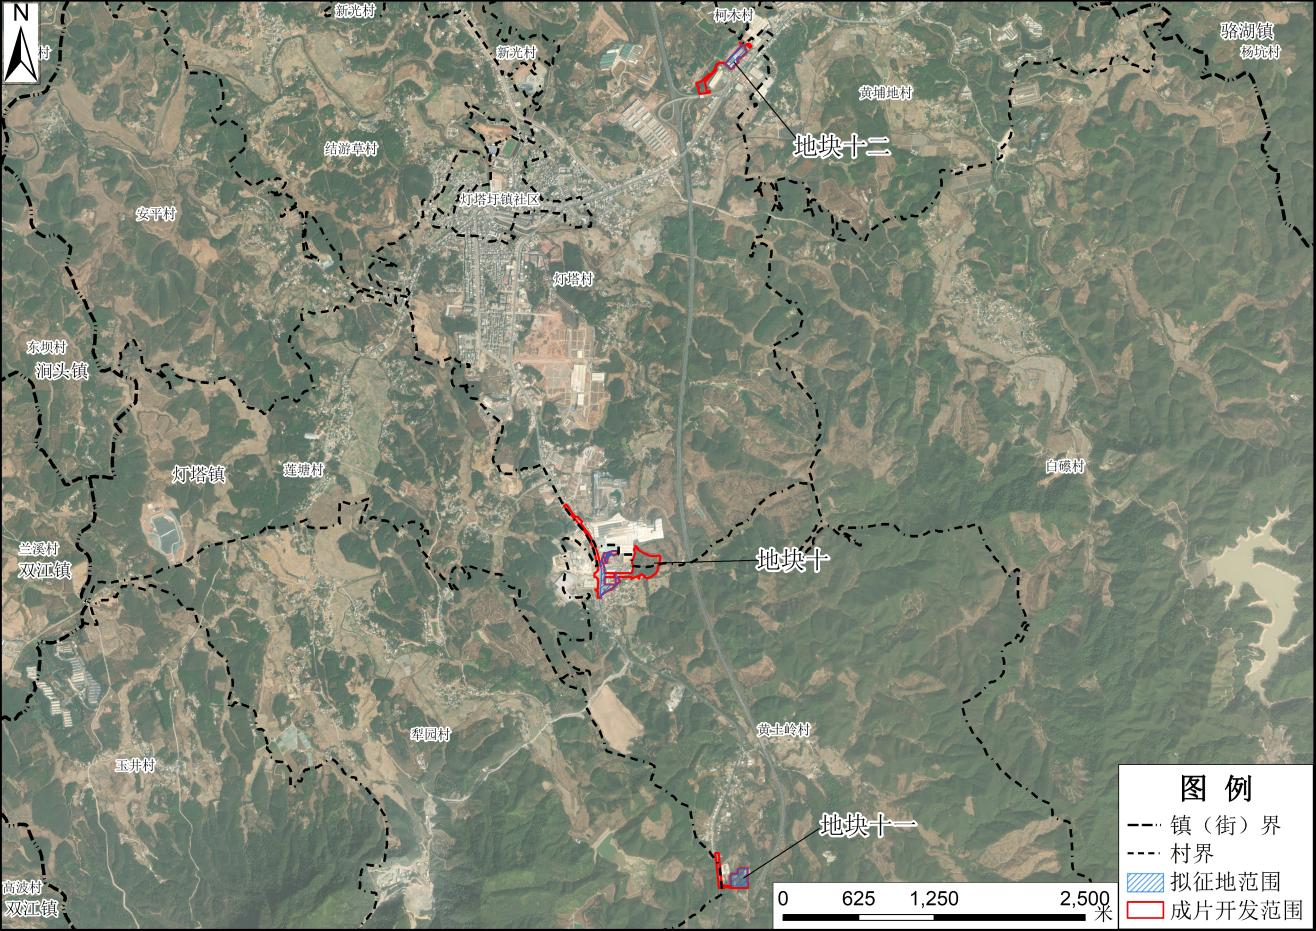 N
新光村
柯木村
骆湖镇
杨坑村
村
新光村
黄埔地村
结游草村
地块十二
安平村
灯塔圩镇社区
灯塔村
东坝村
涧头镇
灯塔镇
莲塘村
白礤村
兰溪村
双江镇
地块十
黄土岭村
犁园村
玉井村
地块十一
高波村
双江镇
图 例
镇（街）界
村界
拟征地范围
成片开发范围
0 625 1,250 2,500
米